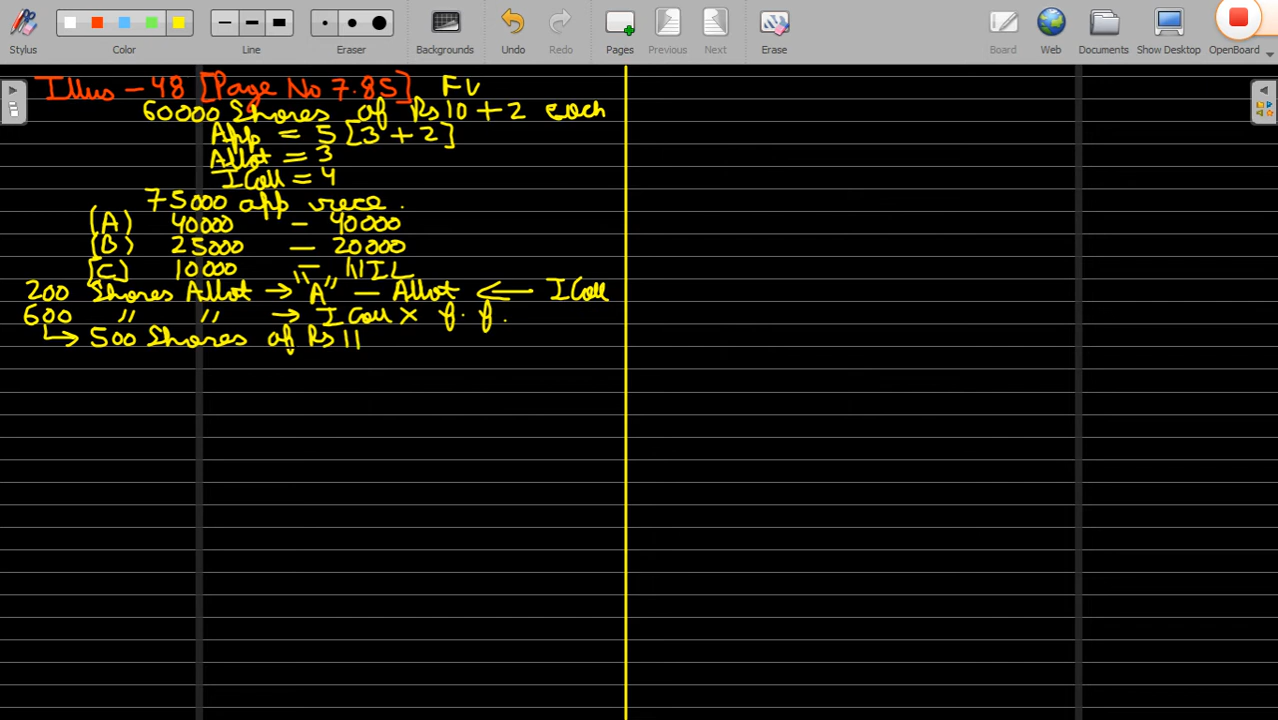 Stylus Color Line Eraser Backgrounds Undo Redo Pages Previous Next Erase Board Web Documents Show Desktop OpenBoard
Illus - 48 [Page No 7.85] FV
60000 Shares of Rs 10 + 2 each
App = 5 [3 + 2]
Allot = 3
I Call = 4
75000 app rece.
(A) 40000 - 40000
(B) 25000 - 20000
[C] 10000 - NIL
200 Shares Allot → "A" - Allot ← I Call
600 " " → I Call × f. f.
↳ 500 Shares of Rs 11